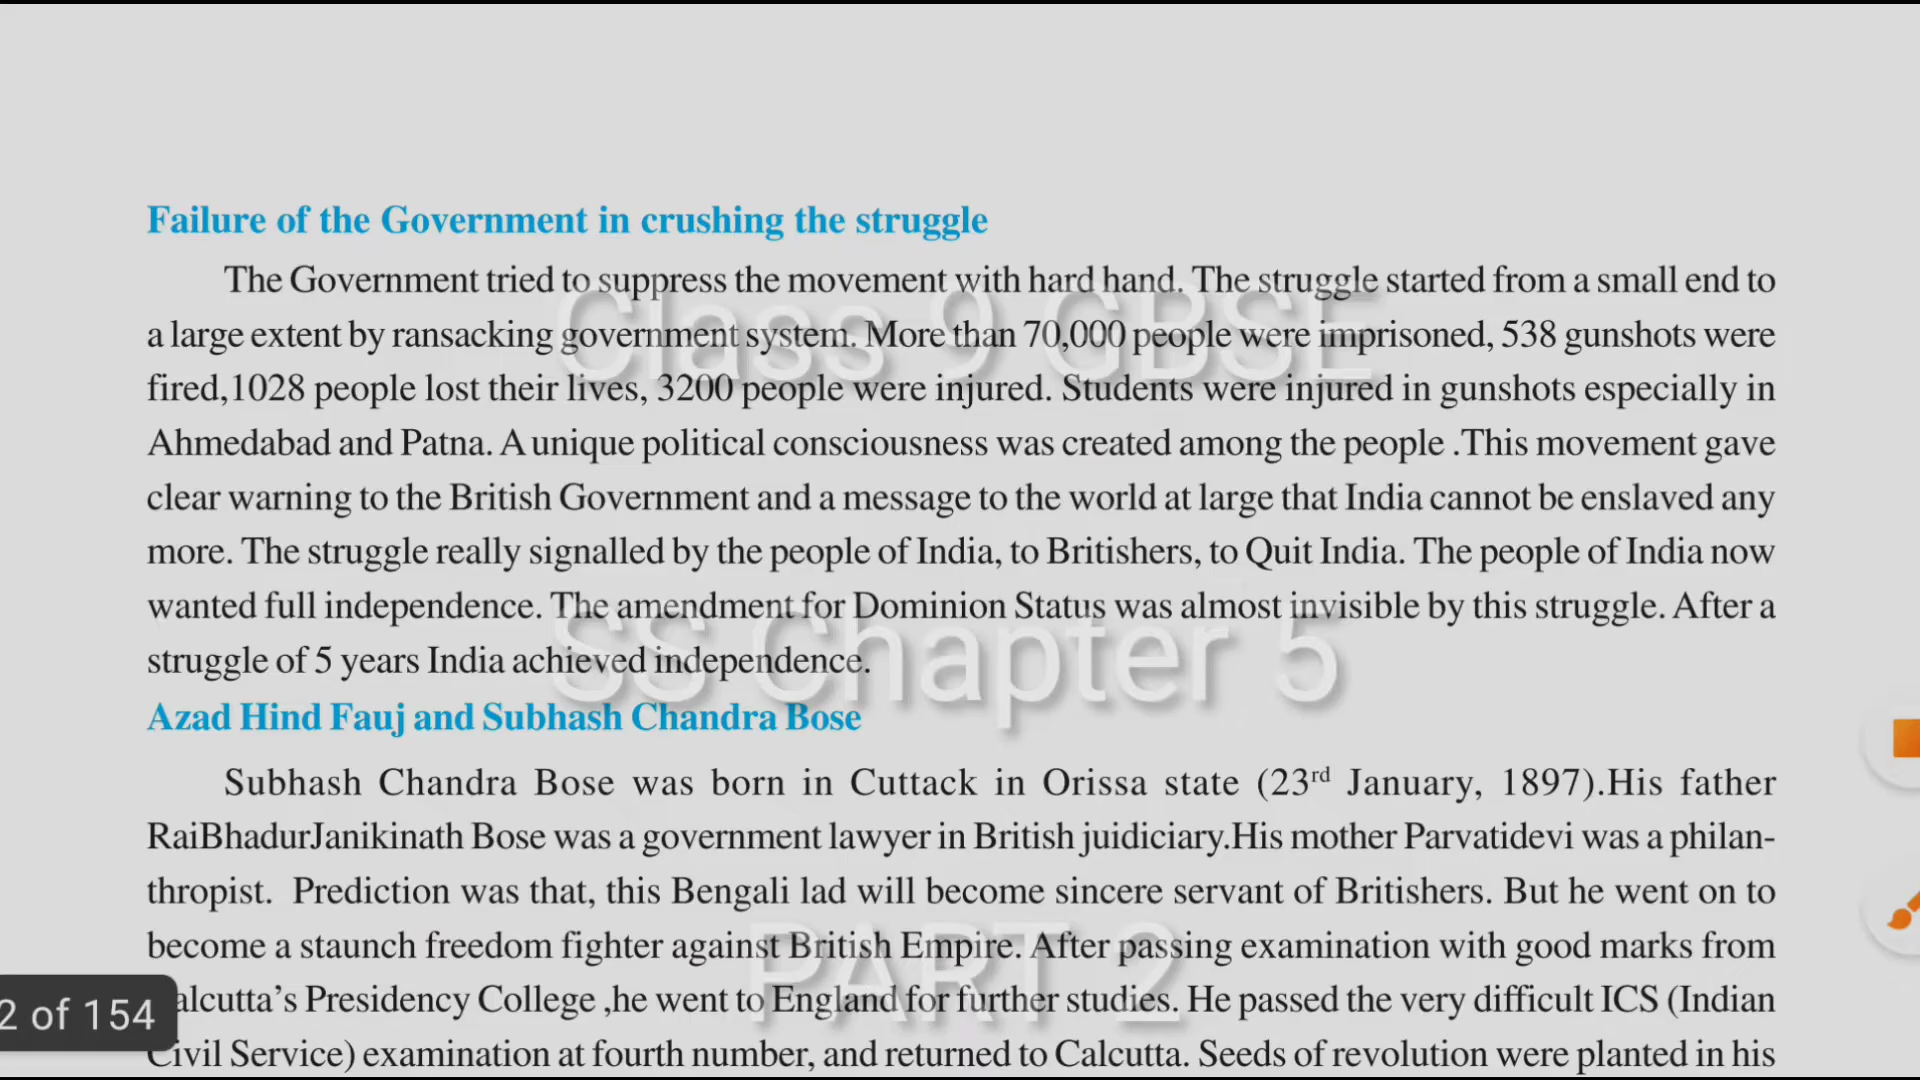 Failure of the Government in crushing the struggle
The Government tried to suppress the movement with hard hand. The struggle started from a small end to
a large extent by ransacking government system. More than 70,000 people were imprisoned, 538 gunshots were
fired,1028 people lost their lives, 3200 people were injured. Students were injured in gunshots especially in
Ahmedabad and Patna. A unique political consciousness was created among the people .This movement gave
clear warning to the British Government and a message to the world at large that India cannot be enslaved any
more. The struggle really signalled by the people of India, to Britishers, to Quit India. The people of India now
wanted full independence. The amendment for Dominion Status was almost invisible by this struggle. After a
struggle of 5 years India achieved independence.
Azad Hind Fauj and Subhash Chandra Bose
Subhash Chandra Bose was born in Cuttack in Orissa state (23rd January, 1897).His father
RaiBhadurJanikinath Bose was a government lawyer in British juidiciary.His mother Parvatidevi was a philan-
thropist. Prediction was that, this Bengali lad will become sincere servant of Britishers. But he went on to
become a staunch freedom fighter against British Empire. After passing examination with good marks from
alcutta's Presidency College ,he went to England for further studies. He passed the very difficult ICS (Indian
Civil Service) examination at fourth number, and returned to Calcutta. Seeds of revolution were planted in his
Class 9 GBSE
SS Chapter 5
PART 2
2 of 154